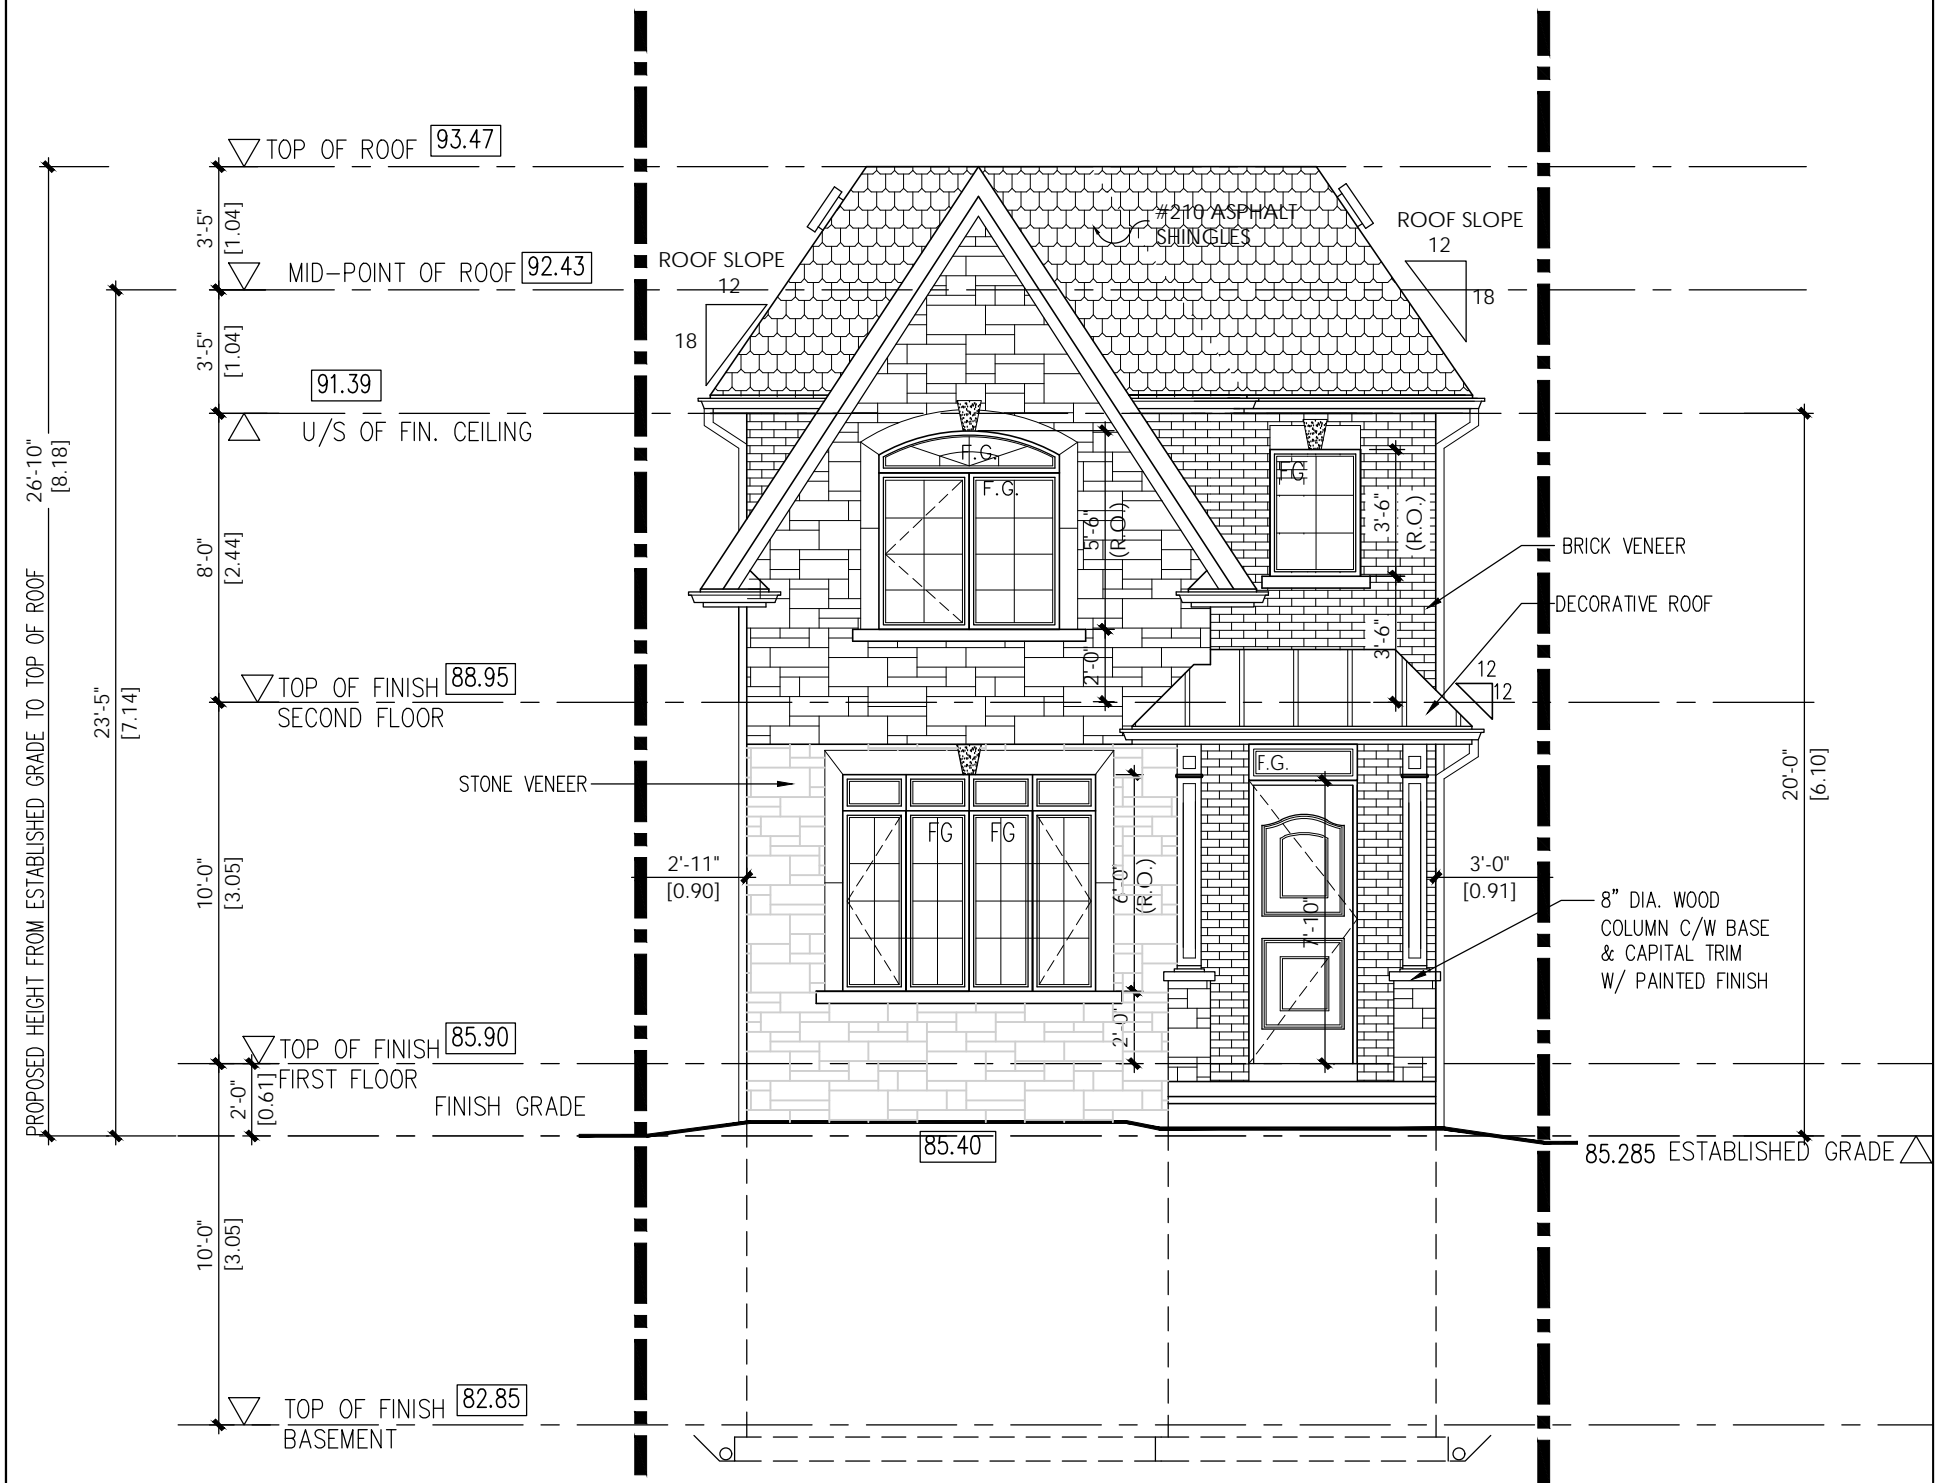 TOP OF ROOF 93.47
3'-5"
[1.04]
MID-POINT OF ROOF 92.43
3'-5"
[1.04]
91.39
U/S OF FIN. CEILING
8'-0"
[2.44]
TOP OF FINISH 88.95
SECOND FLOOR
10'-0"
[3.05]
TOP OF FINISH 85.90
FIRST FLOOR
2'-0"
[0.61]
FINISH GRADE
10'-0"
[3.05]
TOP OF FINISH 82.85
BASEMENT
PROPOSED HEIGHT FROM ESTABLISHED GRADE TO TOP OF ROOF
26'-10"
[8.18]
23'-5"
[7.14]
ROOF SLOPE
12
18
#210 ASPHALT
SHINGLES
ROOF SLOPE
12
18
F.G.
F.G.
5'-6"
(R.O.)
2'-0"
FG
3'-6"
(R.O.)
3'-6"
BRICK VENEER
DECORATIVE ROOF
12
12
STONE VENEER
FG FG
6'-0"
(R.O.)
2'-0"
F.G.
7'-10"
2'-11"
[0.90]
3'-0"
[0.91]
8" DIA. WOOD
COLUMN C/W BASE
& CAPITAL TRIM
W/ PAINTED FINISH
20'-0"
[6.10]
85.40
85.285 ESTABLISHED GRADE